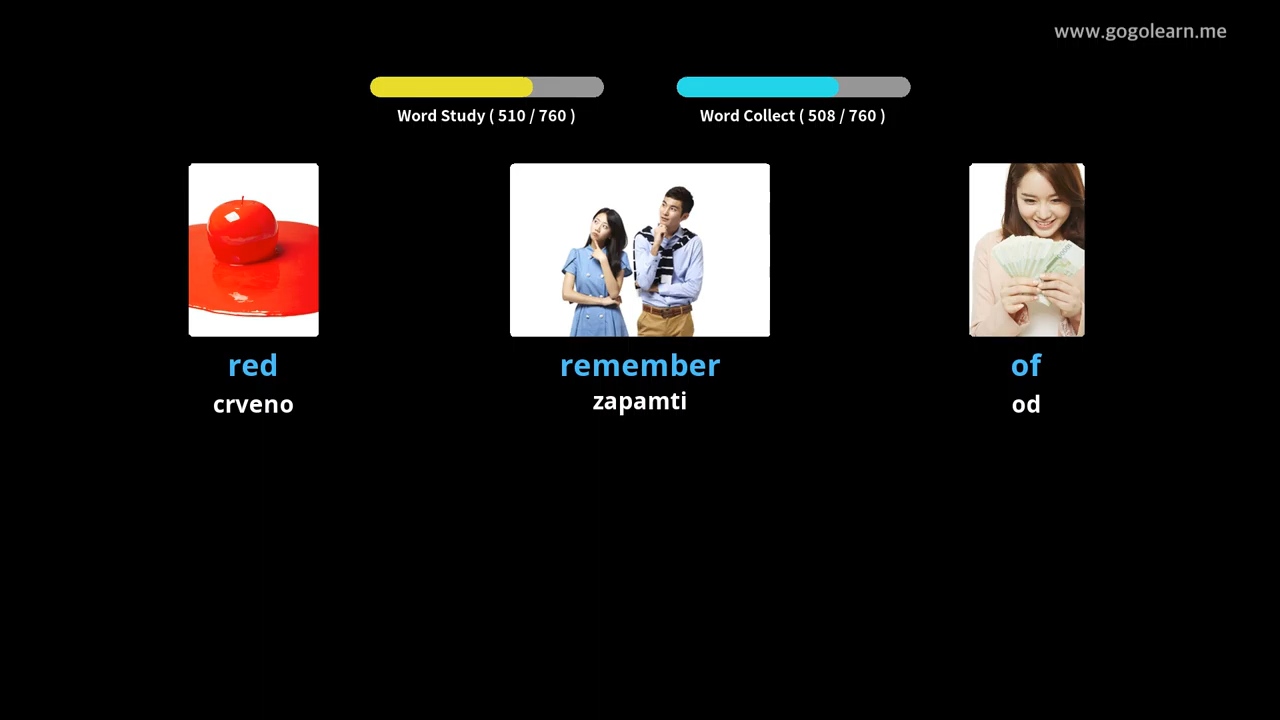 www.gogolearn.me
Word Study ( 510 / 760 )
Word Collect ( 508 / 760 )
red
remember
of
crveno
zapamti
od